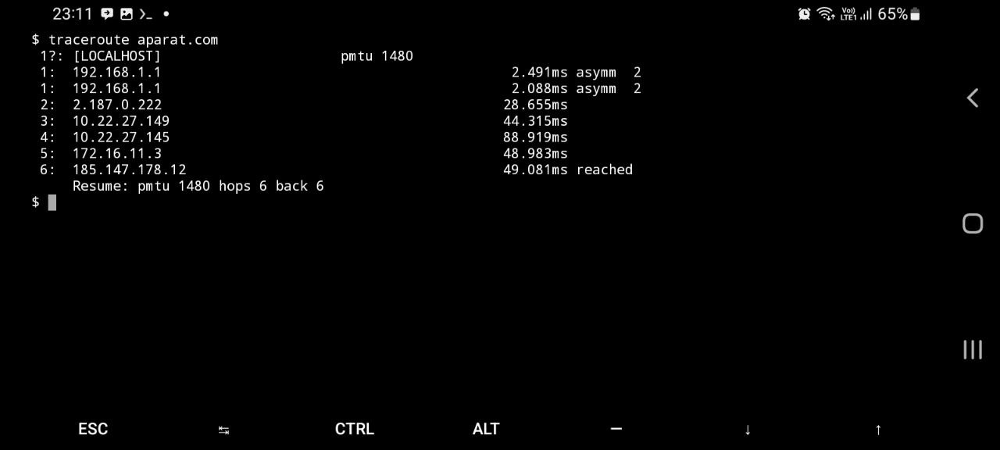 23:11 Vo)) LTE1 65%
$ traceroute aparat.com
1?: [LOCALHOST] pmtu 1480
1: 192.168.1.1 2.491ms asymm 2
1: 192.168.1.1 2.088ms asymm 2
2: 2.187.0.222 28.655ms
3: 10.22.27.149 44.315ms
4: 10.22.27.145 88.919ms
5: 172.16.11.3 48.983ms
6: 185.147.178.12 49.081ms reached
Resume: pmtu 1480 hops 6 back 6
$
ESC ↹ CTRL ALT — ↓ ↑